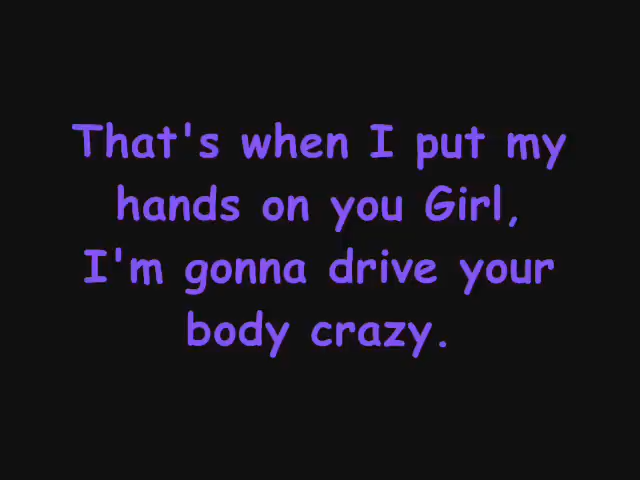 That's when I put my
hands on you Girl,
I'm gonna drive your
body crazy.